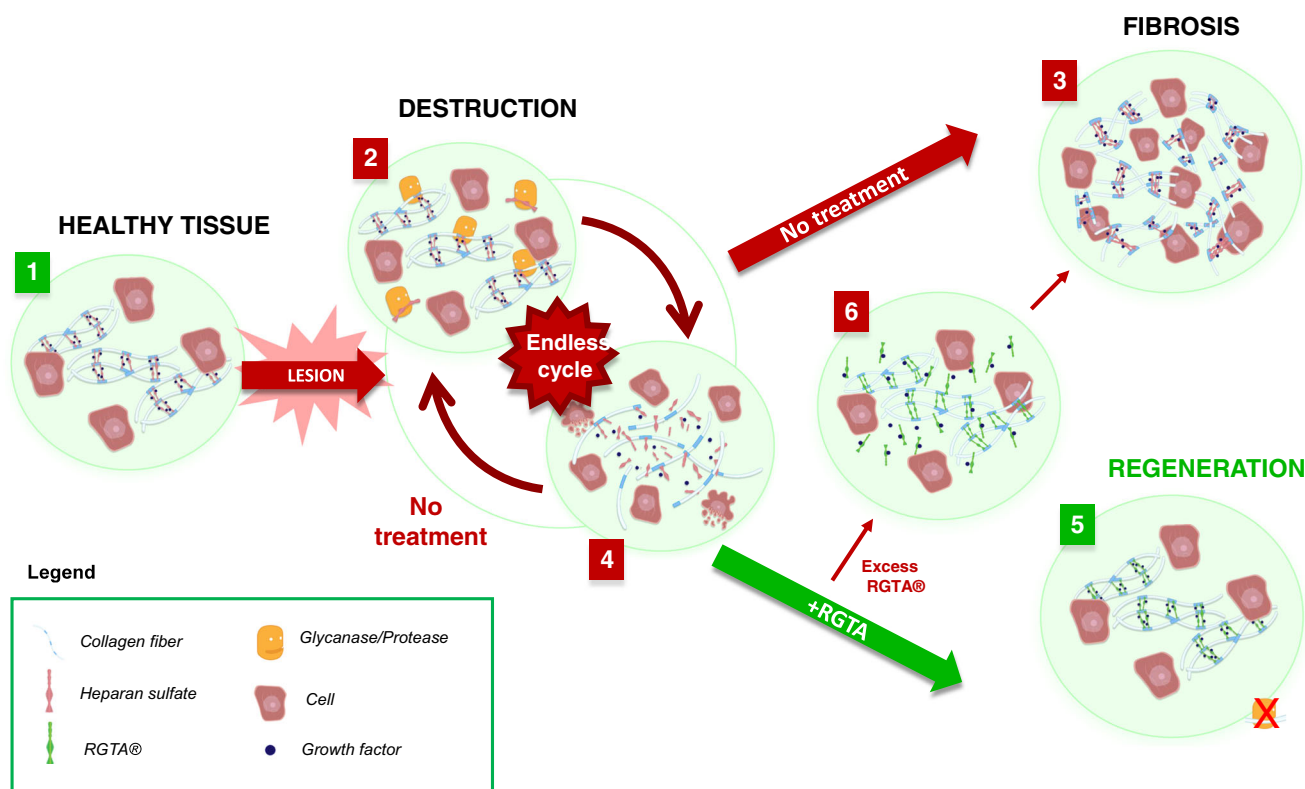 FIBROSIS
3
DESTRUCTION
2
No treatment
HEALTHY TISSUE
1
LESION
Endless
cycle
6
REGENERATION
5
No
treatment
4
Excess
RGTA®
+RGTA
X
Legend
Collagen fiber
Glycanase/Protease
Heparan sulfate
Cell
RGTA®
Growth factor